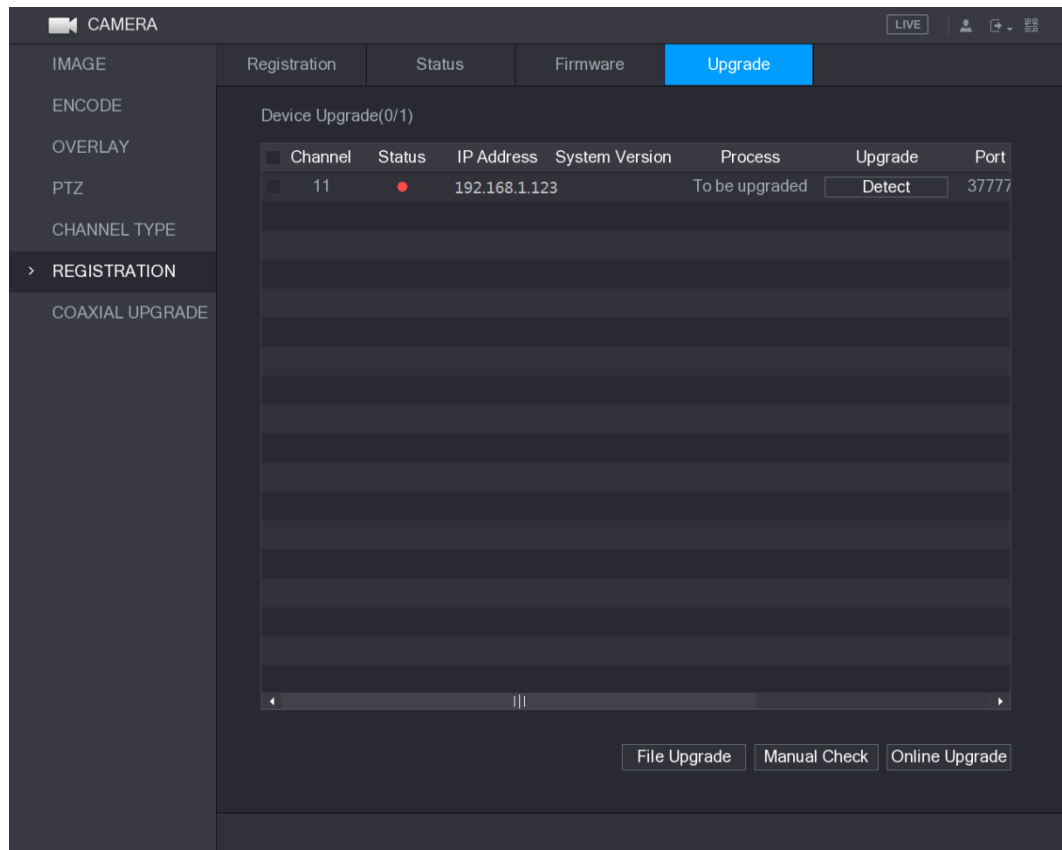 CAMERA LIVE
IMAGE
ENCODE
OVERLAY
PTZ
CHANNEL TYPE
REGISTRATION
COAXIAL UPGRADE
Registration Status Firmware Upgrade
Device Upgrade(0/1)
Channel Status IP Address System Version Process Upgrade Port
11 192.168.1.123 To be upgraded Detect 37777
File Upgrade Manual Check Online Upgrade